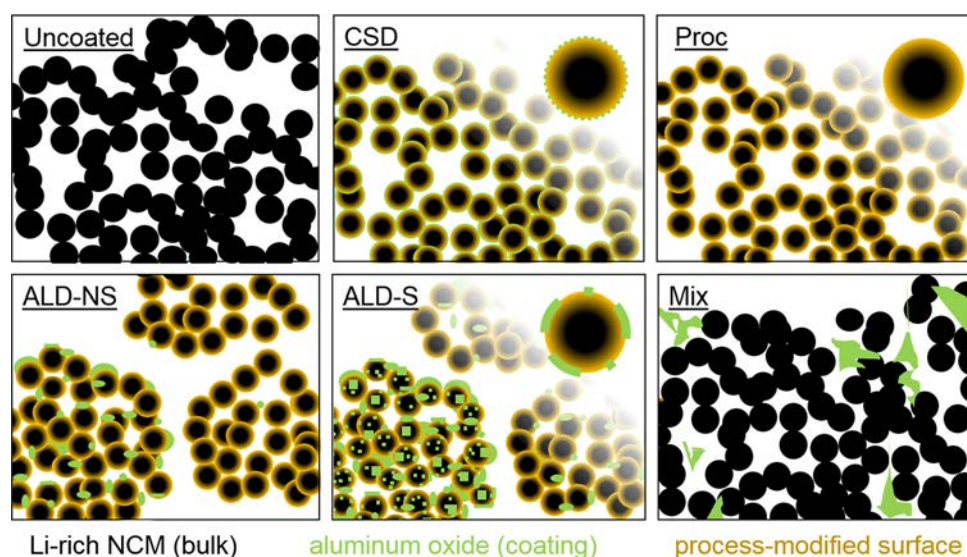 Uncoated
CSD
Proc
ALD-NS
ALD-S
Mix
Li-rich NCM (bulk)
aluminum oxide (coating)
process-modified surface